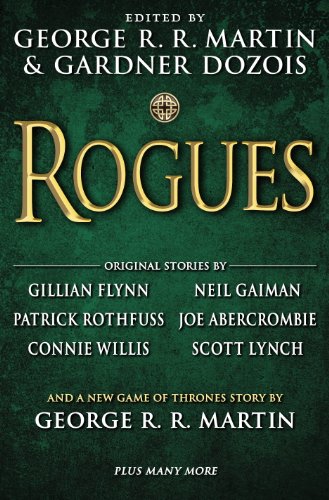 EDITED BY
GEORGE R. R. MARTIN
& GARDNER DOZOIS
ROGUES
ORIGINAL STORIES BY
GILLIAN FLYNN NEIL GAIMAN
PATRICK ROTHFUSS JOE ABERCROMBIE
CONNIE WILLIS SCOTT LYNCH
AND A NEW GAME OF THRONES STORY BY
GEORGE R. R. MARTIN
PLUS MANY MORE